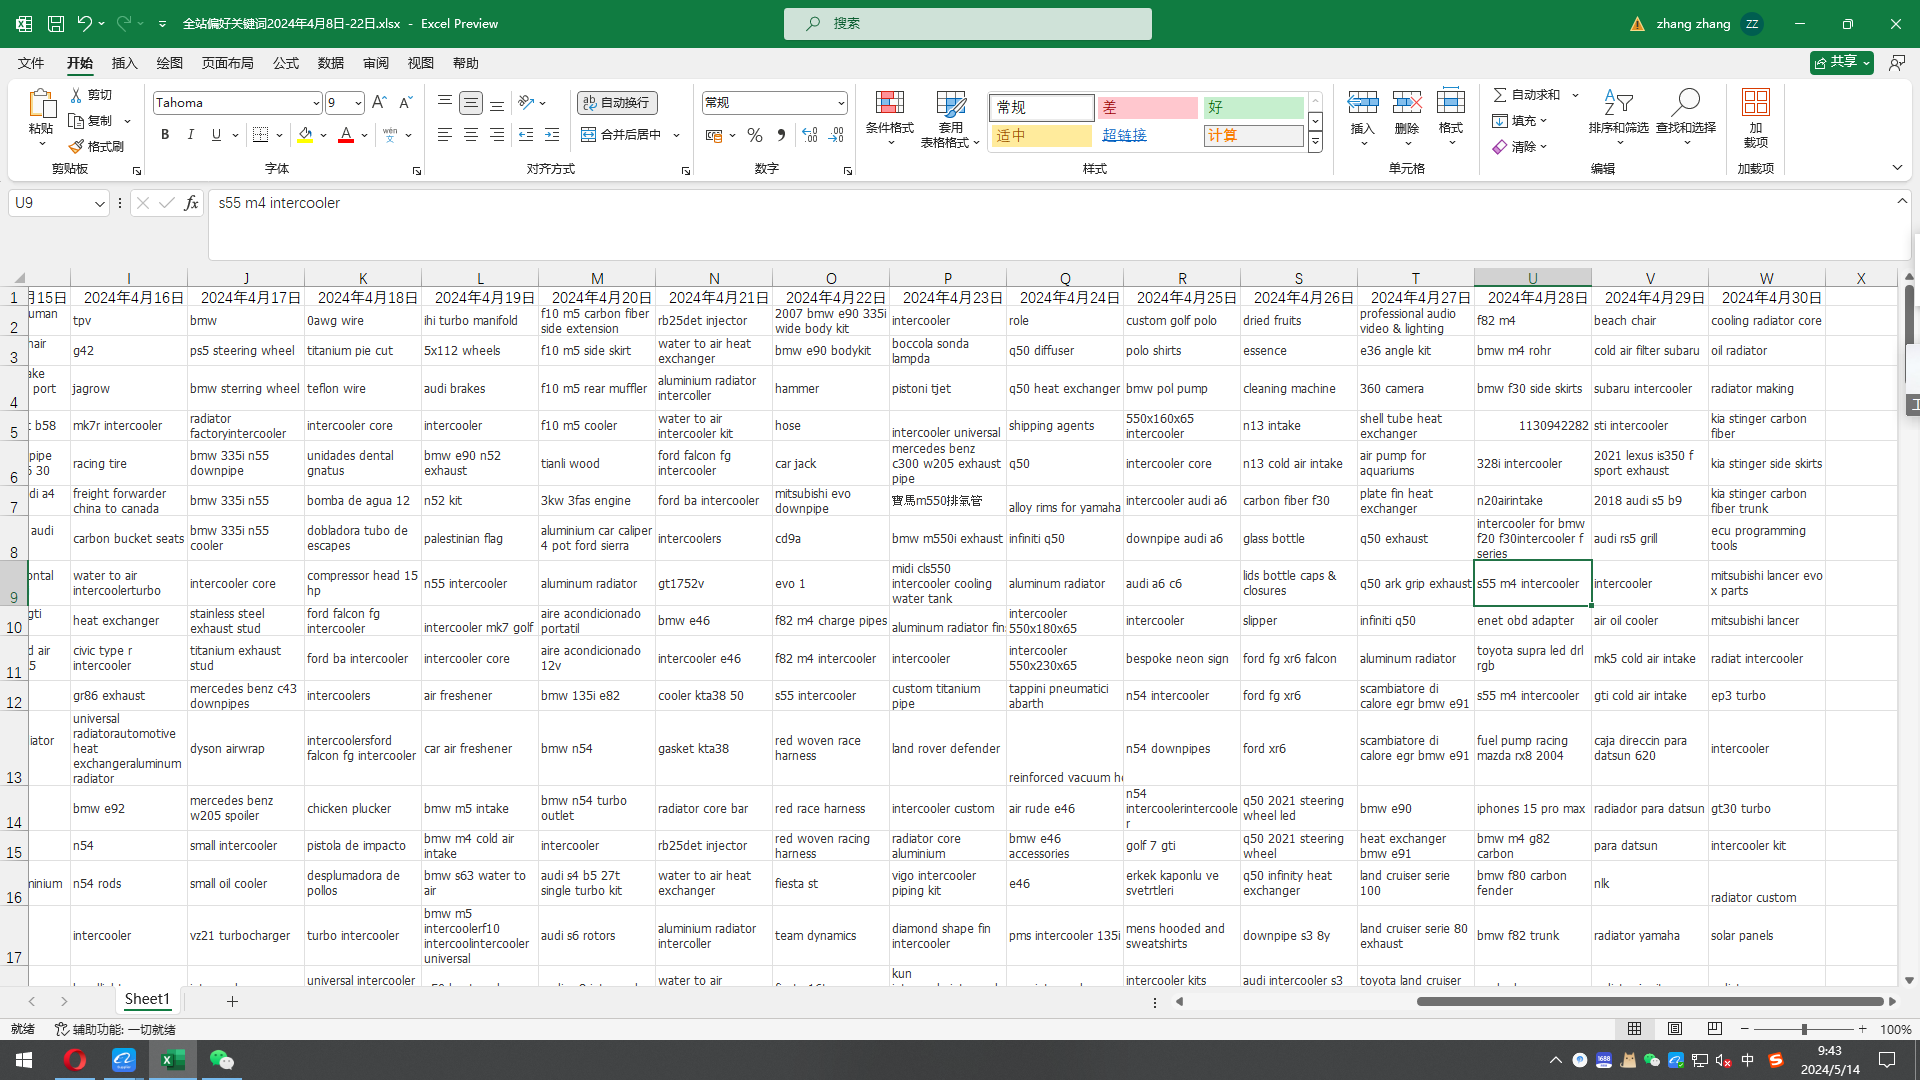 全站偏好关键词2024年4月8日-22日.xlsx - Excel Preview
搜索
zhang zhang ZZ
文件 开始 插入 绘图 页面布局 公式 数据 审阅 视图 帮助
共享
粘贴 剪切 复制 格式刷
Tahoma 9
B I U A
自动换行
合并后居中
常规
条件格式 套用表格格式
常规 差 好
适中 超链接 计算
插入 删除 格式
自动求和 填充 清除
排序和筛选 查找和选择
加载项
剪贴板 字体 对齐方式 数字 样式 单元格 编辑 加载项
U9 fx s55 m4 intercooler
I J K L M N O P Q R S T U V W X
1 月15日 2024年4月16日 2024年4月17日 2024年4月18日 2024年4月19日 2024年4月20日 2024年4月21日 2024年4月22日 2024年4月23日 2024年4月24日 2024年4月25日 2024年4月26日 2024年4月27日 2024年4月28日 2024年4月29日 2024年4月30日
2 uman tpv bmw 0awg wire ihi turbo manifold f10 m5 carbon fiber side extension rb25det injector 2007 bmw e90 335i wide body kit intercooler role custom golf polo dried fruits professional audio video & lighting f82 m4 beach chair cooling radiator core
3 hair g42 ps5 steering wheel titanium pie cut 5x112 wheels f10 m5 side skirt water to air heat exchanger bmw e90 bodykit boccola sonda lampda q50 diffuser polo shirts essence e36 angle kit bmw m4 rohr cold air filter subaru oil radiator
4 ake port jagrow bmw sterring wheel teflon wire audi brakes f10 m5 rear muffler aluminium radiator intercoller hammer pistoni tjet q50 heat exchanger bmw pol pump cleaning machine 360 camera bmw f30 side skirts subaru intercooler radiator making
5 : b58 mk7r intercooler radiator factoryintercooler intercooler core intercooler f10 m5 cooler water to air intercooler kit hose intercooler universal shipping agents 550x160x65 intercooler n13 intake shell tube heat exchanger 1130942282 sti intercooler kia stinger carbon fiber
6 pipe 30 racing tire bmw 335i n55 downpipe unidades dental gnatus bmw e90 n52 exhaust tianli wood ford falcon fg intercooler car jack mercedes benz c300 w205 exhaust pipe q50 intercooler core n13 cold air intake air pump for aquariums 328i intercooler 2021 lexus is350 f sport exhaust kia stinger side skirts
7 di a4 freight forwarder china to canada bmw 335i n55 bomba de agua 12 n52 kit 3kw 3fas engine ford ba intercooler mitsubishi evo downpipe 寶馬m550排氣管 alloy rims for yamaha intercooler audi a6 carbon fiber f30 plate fin heat exchanger n20airintake 2018 audi s5 b9 kia stinger carbon fiber trunk
8 audi carbon bucket seats bmw 335i n55 cooler dobladora tubo de escapes palestinian flag aluminium car caliper 4 pot ford sierra intercoolers cd9a bmw m550i exhaust infiniti q50 downpipe audi a6 glass bottle q50 exhaust intercooler for bmw f20 f30intercooler f series audi rs5 grill ecu programming tools
9 ontal water to air intercoolerturbo intercooler core compressor head 15 hp n55 intercooler aluminum radiator gt1752v evo 1 midi cls550 intercooler cooling water tank aluminum radiator audi a6 c6 lids bottle caps & closures q50 ark grip exhaust s55 m4 intercooler intercooler mitsubishi lancer evo x parts
10 gti heat exchanger stainless steel exhaust stud ford falcon fg intercooler intercooler mk7 golf aire acondicionado portatil bmw e46 f82 m4 charge pipes aluminum radiator fin intercooler 550x180x65 intercooler slipper infiniti q50 enet obd adapter air oil cooler mitsubishi lancer
11 d air 5 civic type r intercooler titanium exhaust stud ford ba intercooler intercooler core aire acondicionado 12v intercooler e46 f82 m4 intercooler intercooler intercooler 550x230x65 bespoke neon sign ford fg xr6 falcon aluminum radiator toyota supra led drl rgb mk5 cold air intake radiat intercooler
12 gr86 exhaust mercedes benz c43 downpipes intercoolers air freshener bmw 135i e82 cooler kta38 50 s55 intercooler custom titanium pipe tappini pneumatici abarth n54 intercooler ford fg xr6 scambiatore di calore egr bmw e91 s55 m4 intercooler gti cold air intake ep3 turbo
13 iator universal radiatorautomotive heat exchangeraluminum radiator dyson airwrap intercoolersford falcon fg intercooler car air freshener bmw n54 gasket kta38 red woven race harness land rover defender reinforced vacuum ho n54 downpipes ford xr6 scambiatore di calore egr bmw e91 fuel pump racing mazda rx8 2004 caja direccin para datsun 620 intercooler
14 bmw e92 mercedes benz w205 spoiler chicken plucker bmw m5 intake bmw n54 turbo outlet radiator core bar red race harness intercooler custom air rude e46 n54 intercoolerintercooler q50 2021 steering wheel led bmw e90 iphones 15 pro max radiador para datsun gt30 turbo
15 n54 small intercooler pistola de impacto bmw m4 cold air intake intercooler rb25det injector red woven racing harness radiator core aluminium bmw e46 accessories golf 7 gti q50 2021 steering wheel heat exchanger bmw e91 bmw m4 g82 carbon para datsun intercooler kit
16 minium n54 rods small oil cooler desplumadora de pollos bmw s63 water to air audi s4 b5 27t single turbo kit water to air heat exchanger fiesta st vigo intercooler piping kit e46 erkek kaponlu ve svetrtleri q50 infinity heat exchanger land cruiser serie 100 bmw f80 carbon fender nlk radiator custom
17 intercooler vz21 turbocharger turbo intercooler bmw m5 intercoolerf10 intercoolintercooler universal audi s6 rotors aluminium radiator intercoller team dynamics diamond shape fin intercooler pms intercooler 135i mens hooded and sweatshirts downpipe s3 8y land cruiser serie 80 exhaust bmw f82 trunk radiator yamaha solar panels
universal intercooler water to air kun intercooler kits audi intercooler s3 toyota land cruiser
Sheet1
就绪 辅助功能: 一切就绪 100%
中 9:43
2024/5/14